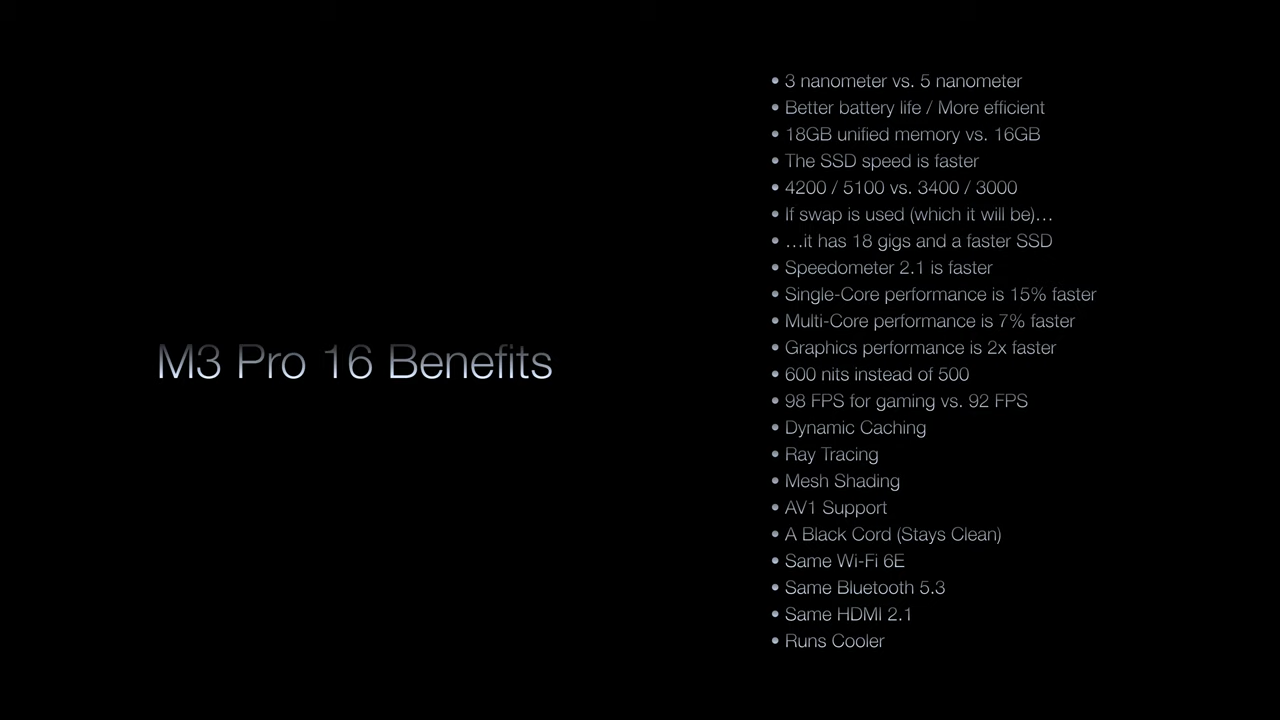 M3 Pro 16 Benefits
• 3 nanometer vs. 5 nanometer
• Better battery life / More efficient
• 18GB unified memory vs. 16GB
• The SSD speed is faster
• 4200 / 5100 vs. 3400 / 3000
• If swap is used (which it will be)…
• …it has 18 gigs and a faster SSD
• Speedometer 2.1 is faster
• Single-Core performance is 15% faster
• Multi-Core performance is 7% faster
• Graphics performance is 2x faster
• 600 nits instead of 500
• 98 FPS for gaming vs. 92 FPS
• Dynamic Caching
• Ray Tracing
• Mesh Shading
• AV1 Support
• A Black Cord (Stays Clean)
• Same Wi-Fi 6E
• Same Bluetooth 5.3
• Same HDMI 2.1
• Runs Cooler